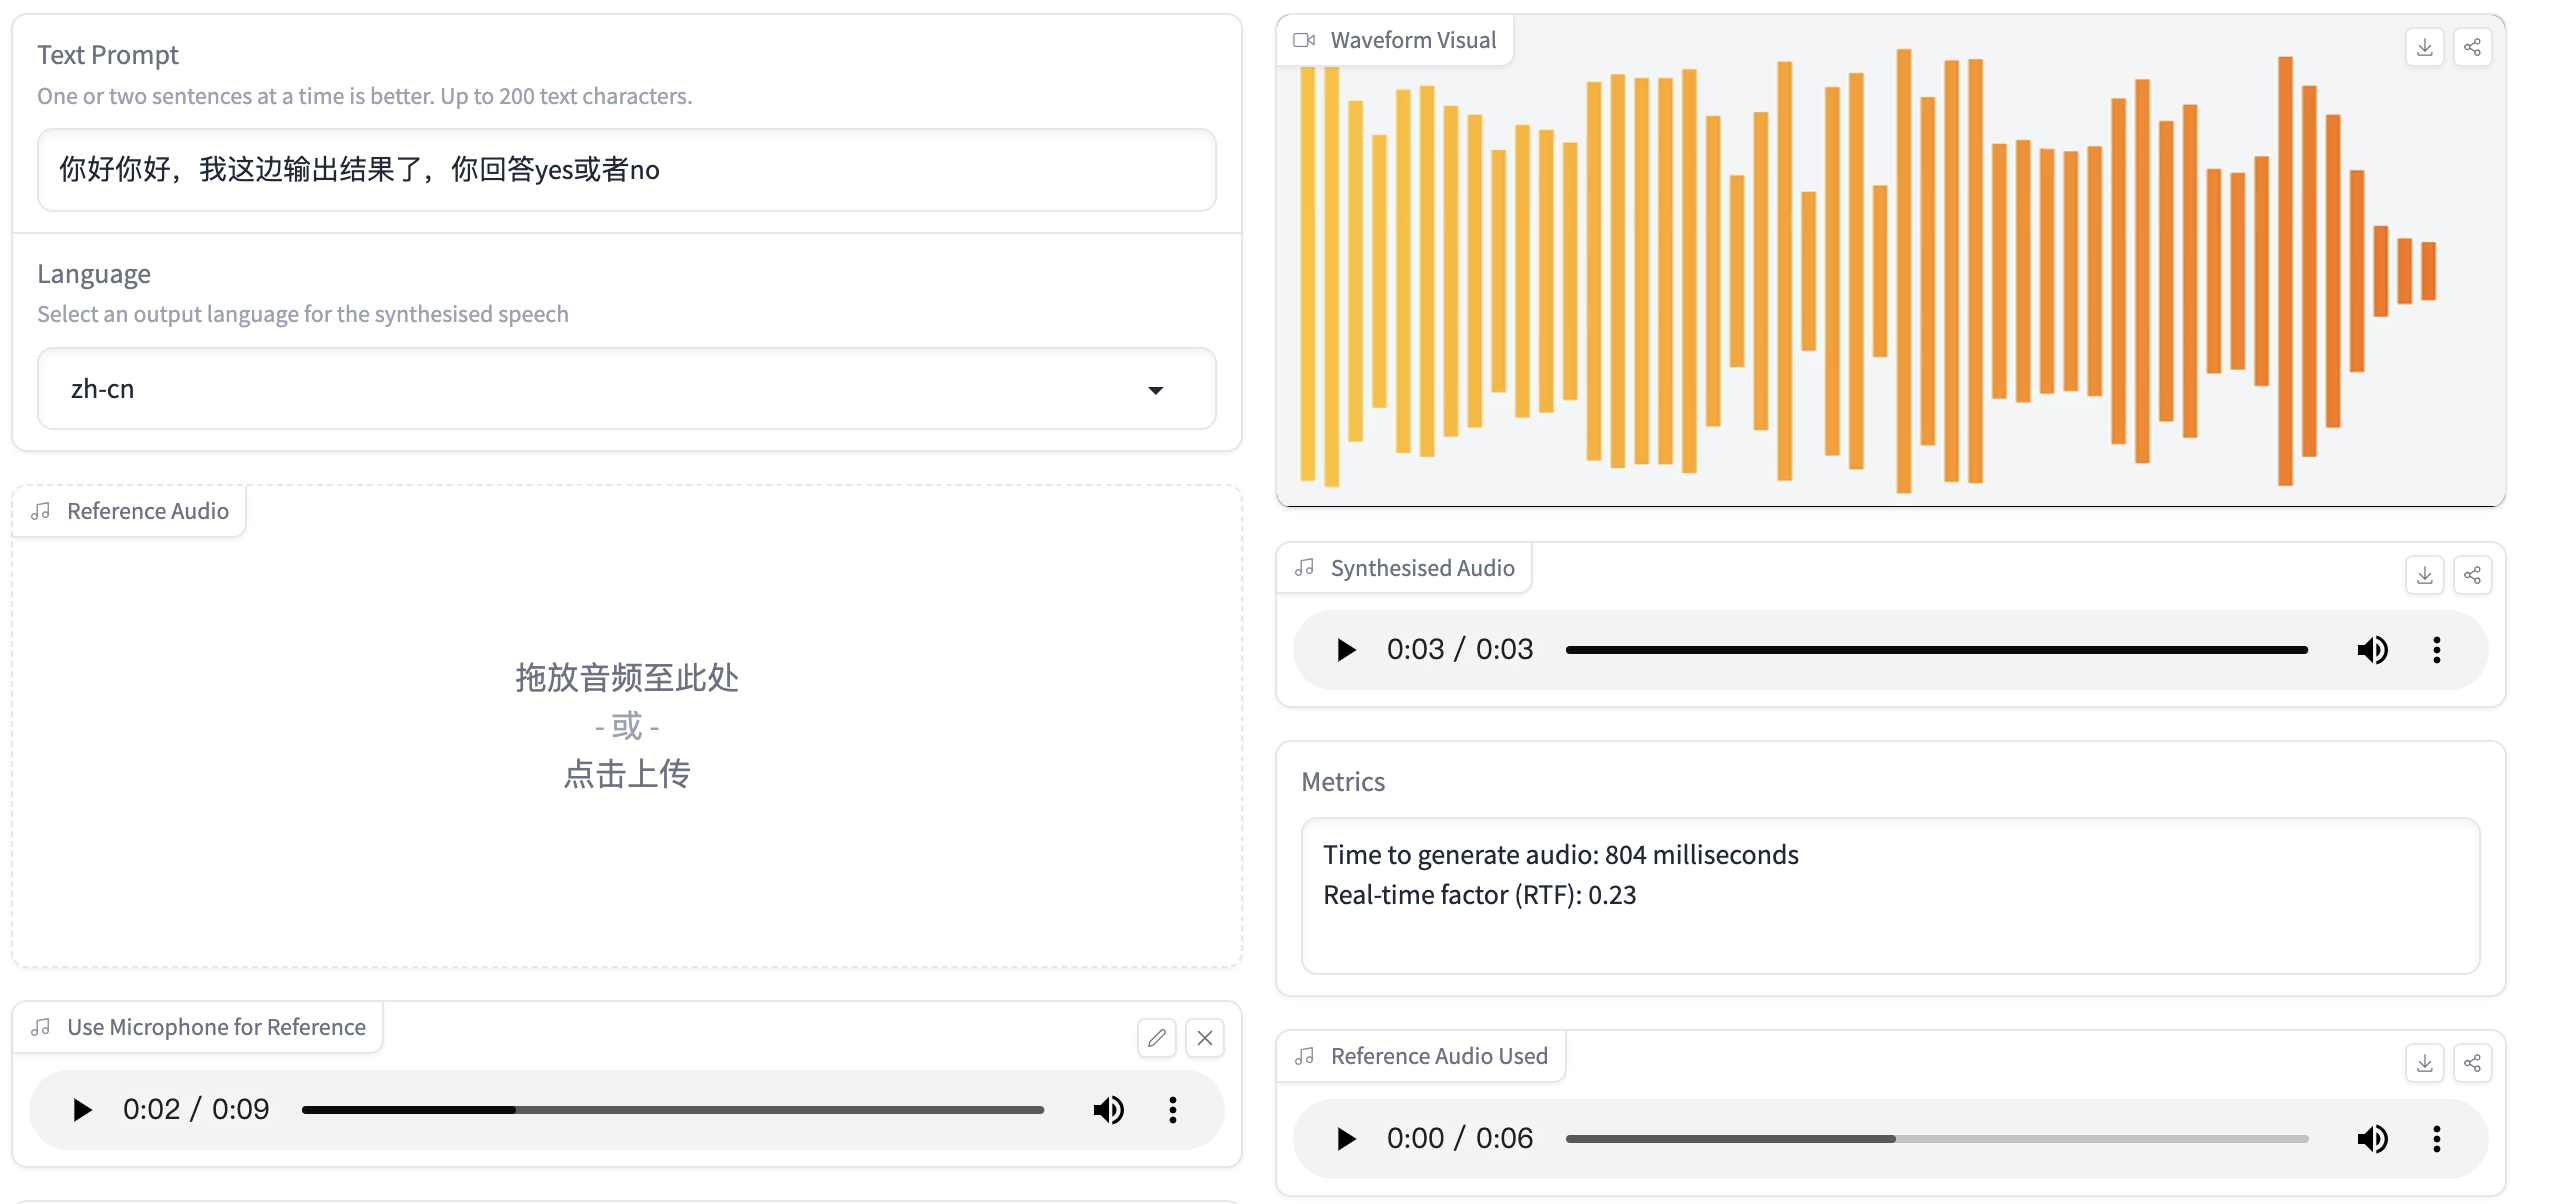 Text Prompt
One or two sentences at a time is better. Up to 200 text characters.
你好你好，我这边输出结果了，你回答yes或者no
Language
Select an output language for the synthesised speech
zh-cn
Reference Audio
拖放音频至此处
- 或 -
点击上传
Use Microphone for Reference
0:02 / 0:09
Waveform Visual
Synthesised Audio
0:03 / 0:03
Metrics
Time to generate audio: 804 milliseconds
Real-time factor (RTF): 0.23
Reference Audio Used
0:00 / 0:06